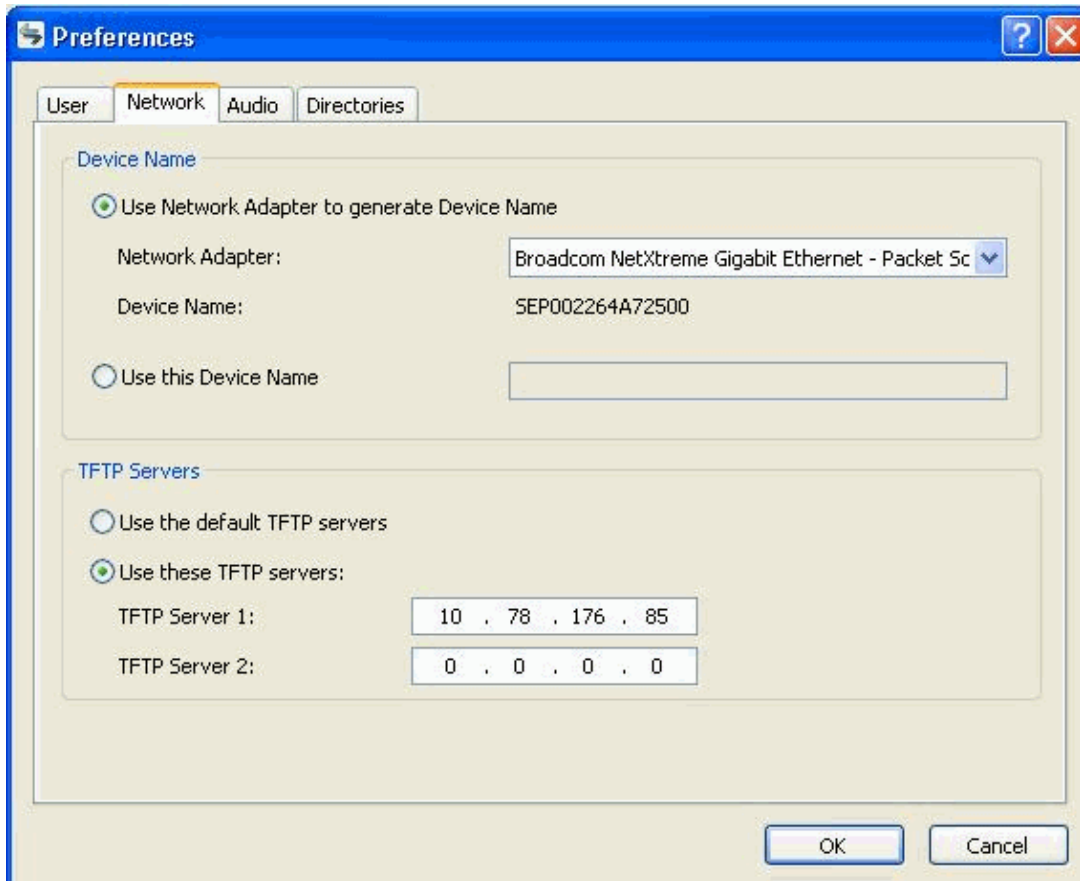 Preferences
User Network Audio Directories
Device Name
Use Network Adapter to generate Device Name
Network Adapter: Broadcom NetXtreme Gigabit Ethernet - Packet Sc
Device Name: SEP002264A72500
Use this Device Name
TFTP Servers
Use the default TFTP servers
Use these TFTP servers:
TFTP Server 1: 10 . 78 . 176 . 85
TFTP Server 2: 0 . 0 . 0 . 0
OK Cancel